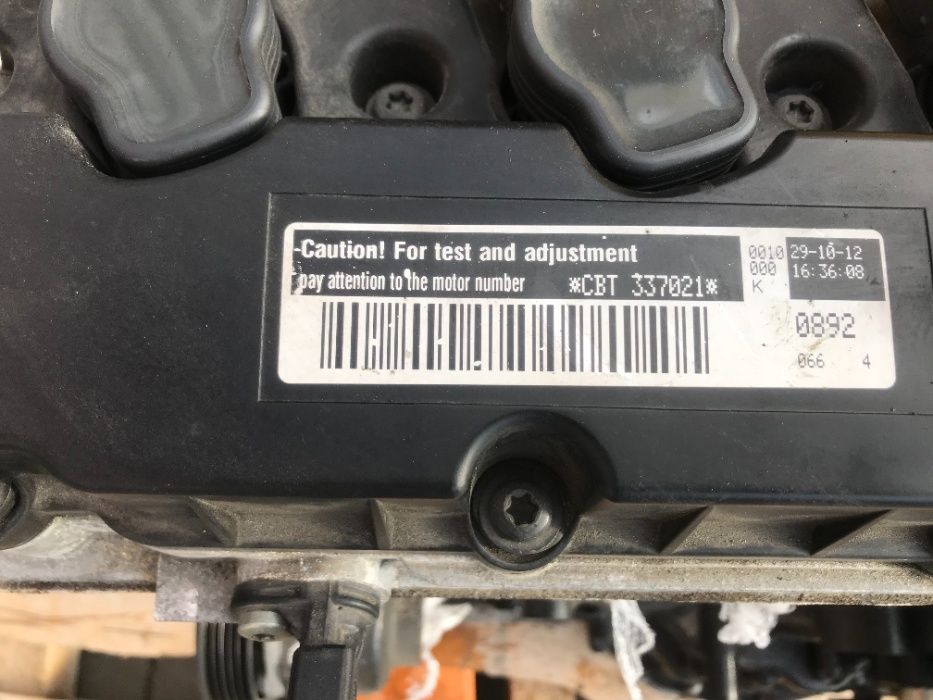 Caution! For test and adjustment
pay attention to the motor number *CBT 337021*
0010 29-10-12
000 16:36:08
K
0892
066 4